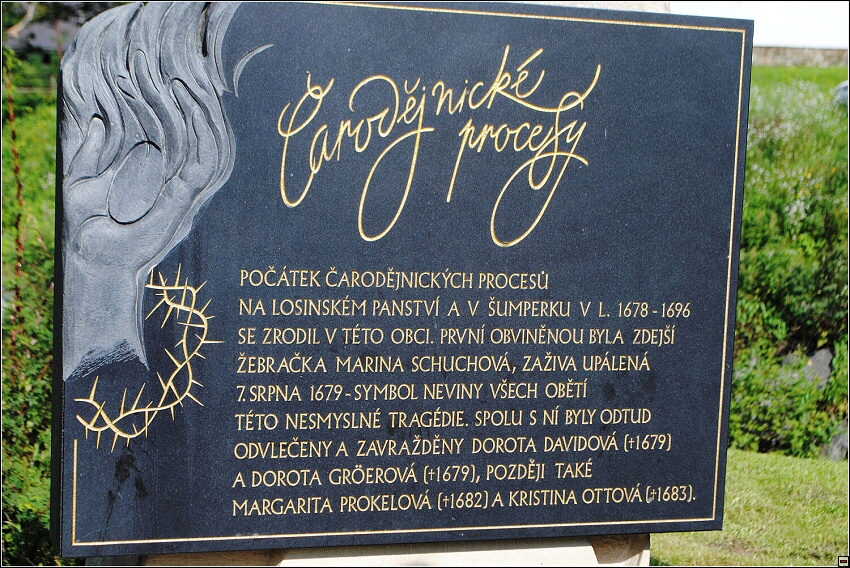 Čarodějnické
procesy
POČÁTEK ČARODĚJNICKÝCH PROCESŮ
NA LOSINSKÉM PANSTVÍ A V ŠUMPERKU V L. 1678-1696
SE ZRODIL V TÉTO OBCI. PRVNÍ OBVINĚNOU BYLA ZDEJŠÍ
ŽEBRAČKA MARINA SCHUCHOVÁ, ZAŽIVA UPÁLENÁ
7. SRPNA 1679-SYMBOL NEVINY VŠECH OBĚTÍ
TÉTO NESMYSLNÉ TRAGÉDIE. SPOLU S NÍ BYLY ODTUD
ODVLEČENY A ZAVRAŽDĚNY DOROTA DAVIDOVÁ (†1679)
A DOROTA GRÖEROVÁ (†1679), POZDĚJI TAKÉ
MARGARITA PROKELOVÁ (†1682) A KRISTINA OTTOVÁ (†1683).